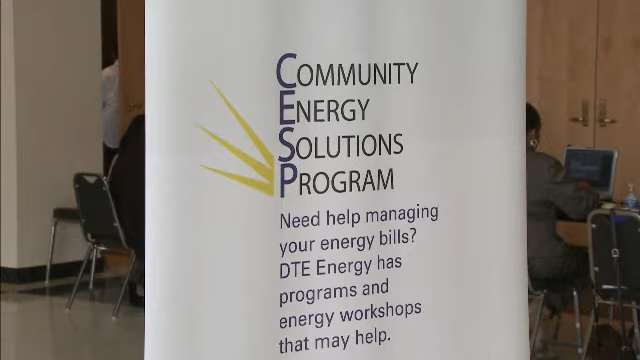 COMMUNITY
ENERGY
SOLUTIONS
PROGRAM
Need help managing
your energy bills?
DTE Energy has
programs and
energy workshops
that may help.